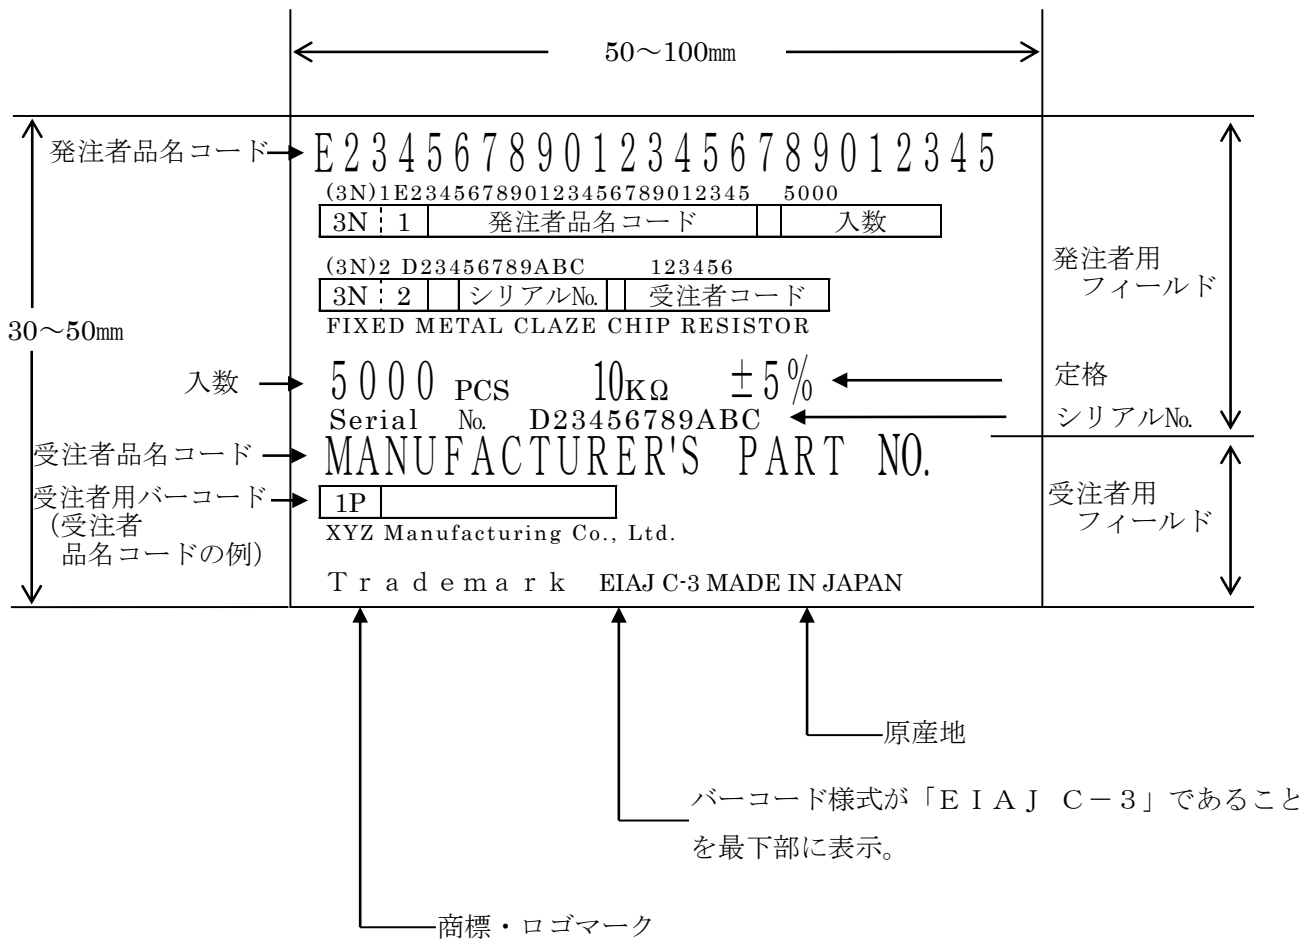 50～100㎜
発注者品名コード
E234567890123456789012345
(3N)1E234567890123456789012345 5000
3N 1 発注者品名コード 入数
(3N)2 D23456789ABC 123456
3N 2 シリアル№ 受注者コード
FIXED METAL CLAZE CHIP RESISTOR
発注者用
フィールド
30～50㎜
入数
5000 PCS 10KΩ ±5%
定格
Serial № D23456789ABC
シリアル№
受注者品名コード
MANUFACTURER'S PART NO.
受注者用バーコード
(受注者
品名コードの例)
1P
受注者用
フィールド
XYZ Manufacturing Co., Ltd.
Ｔｒａｄｅｍａｒｋ EIAJ C-3 MADE IN JAPAN
原産地
バーコード様式が「ＥＩＡＪ Ｃ－３」であること
を最下部に表示。
商標・ロゴマーク